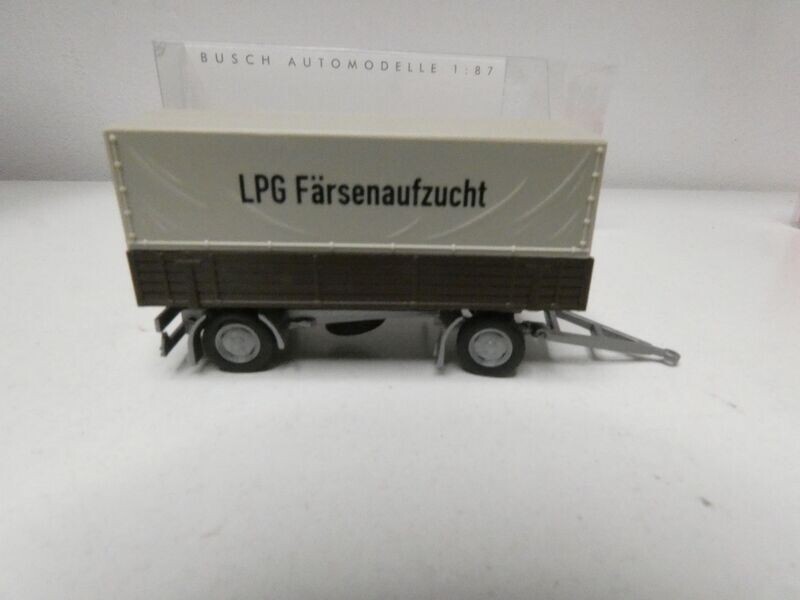 BUSCH AUTOMODELLE 1:87
LPG Färsenaufzucht